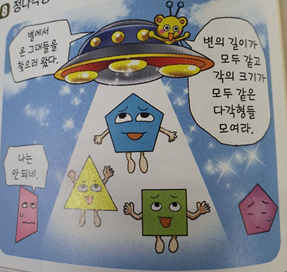 별에서
온 그대들을
찾으러 왔다.
변의 길이가
모두 같고
각의 크기가
모두 같은
다각형들
모여라.
나는
안 되네.